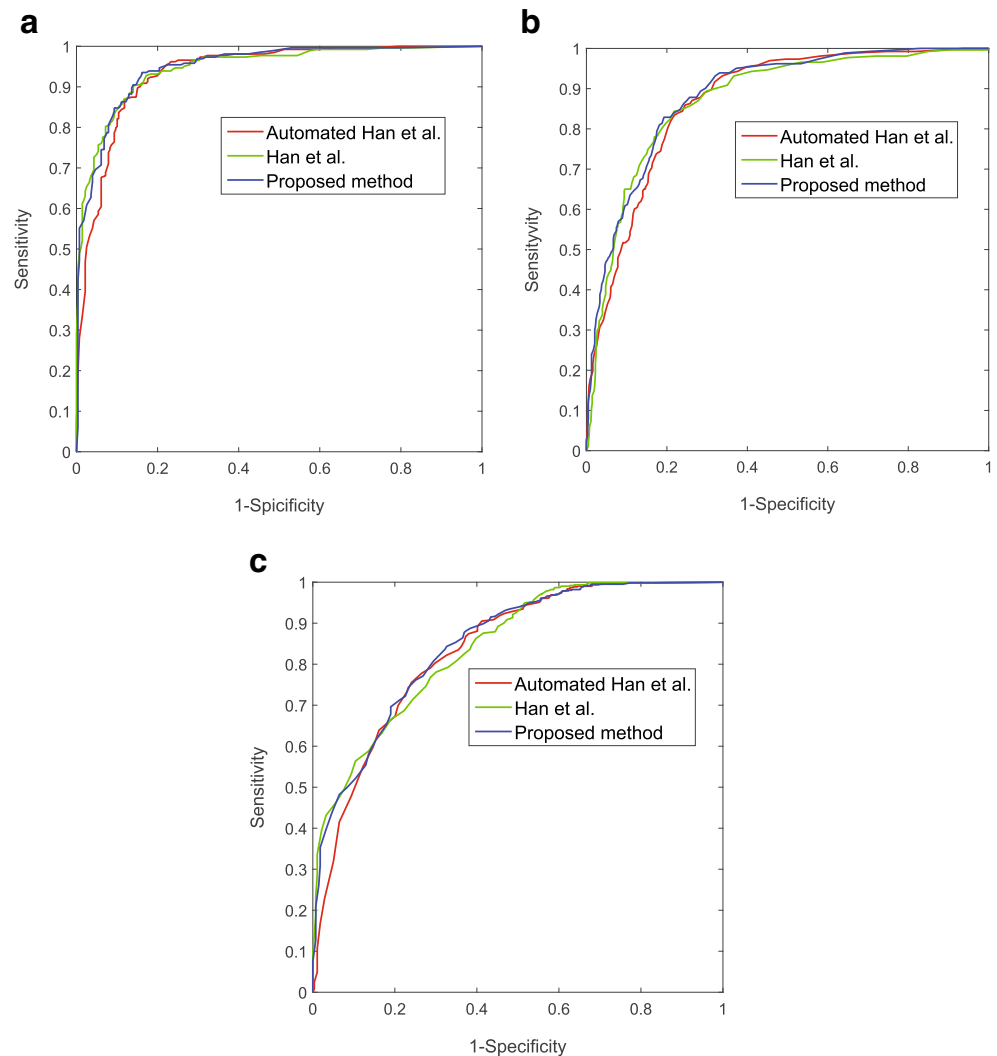 a
1
0.9
0.8
0.7
0.6
0.5
0.4
0.3
0.2
0.1
0
0
0.2
0.4
0.6
0.8
1
Sensitivity
1-Spicificity
Automated Han et al.
Han et al.
Proposed method
b
1
0.9
0.8
0.7
0.6
0.5
0.4
0.3
0.2
0.1
0
0
0.2
0.4
0.6
0.8
1
Sensityvity
1-Specificity
Automated Han et al.
Han et al.
Proposed method
c
1
0.9
0.8
0.7
0.6
0.5
0.4
0.3
0.2
0.1
0
0
0.2
0.4
0.6
0.8
1
Sensitivity
1-Specificity
Automated Han et al.
Han et al.
Proposed method